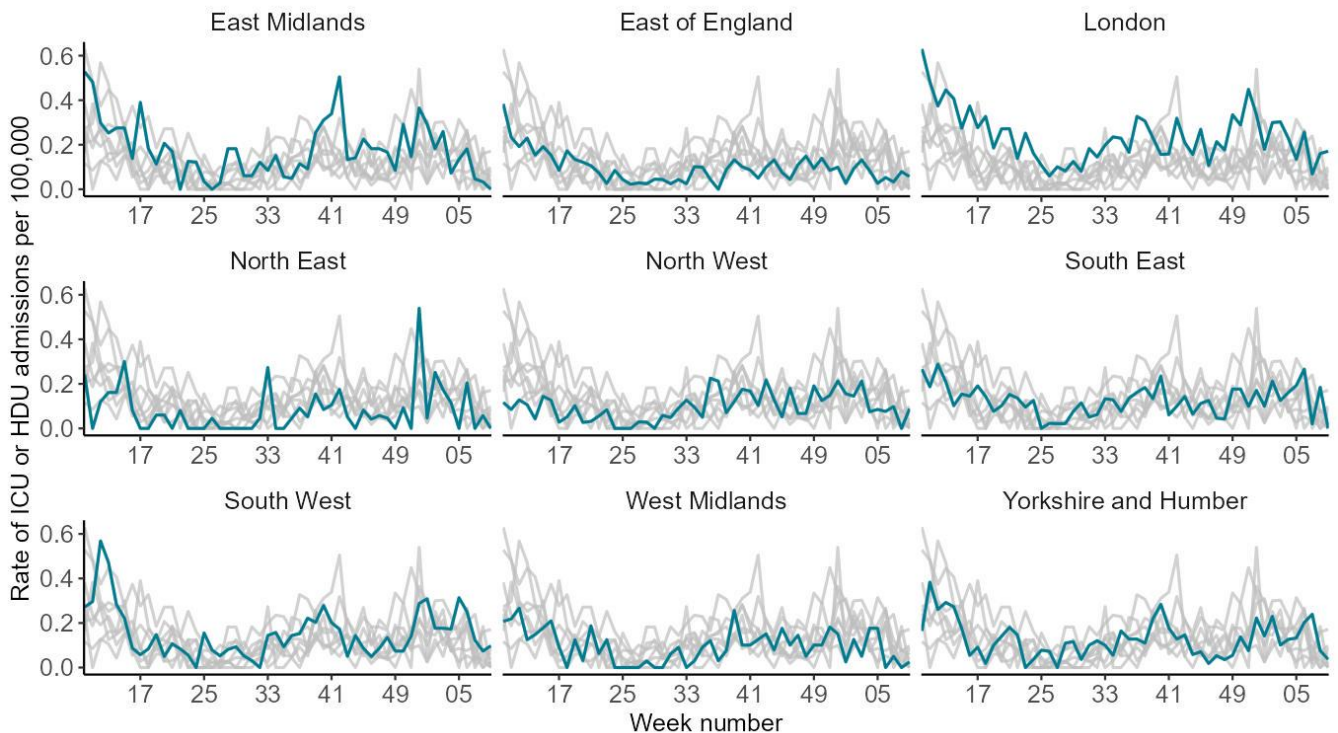 East Midlands East of England London
0.6
0.4
0.2
0.0
17 25 33 41 49 05 17 25 33 41 49 05 17 25 33 41 49 05
North East North West South East
0.6
0.4
0.2
0.0
17 25 33 41 49 05 17 25 33 41 49 05 17 25 33 41 49 05
South West West Midlands Yorkshire and Humber
0.6
0.4
0.2
0.0
17 25 33 41 49 05 17 25 33 41 49 05 17 25 33 41 49 05
Week number
Rate of ICU or HDU admissions per 100,000